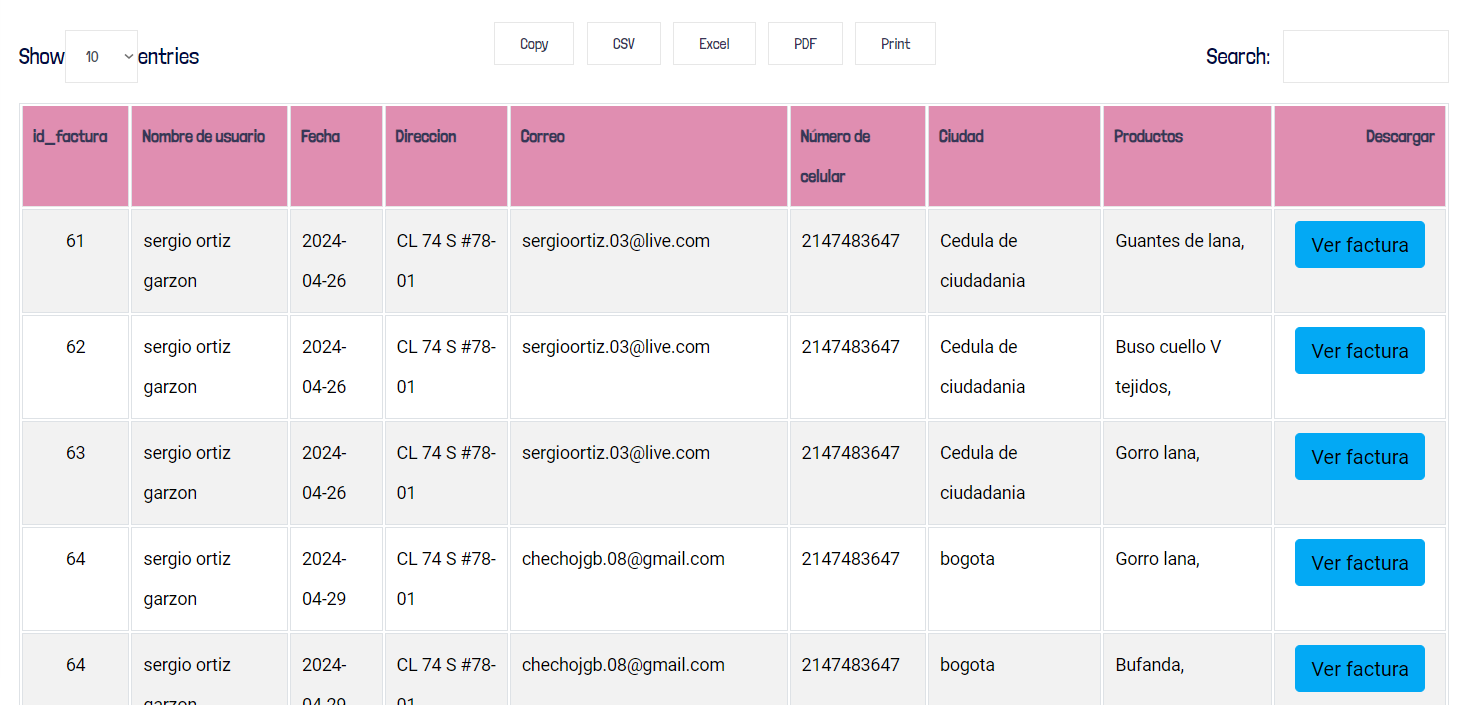 Show 10 entries Copy CSV Excel PDF Print Search:
id_factura Nombre de usuario Fecha Direccion Correo Número de Ciudad Productos Descargar
celular
61 sergio ortiz 2024- CL 74 S #78- sergioortiz.03@live.com 2147483647 Cedula de Guantes de lana, Ver factura
garzon 04-26 01 ciudadania
62 sergio ortiz 2024- CL 74 S #78- sergioortiz.03@live.com 2147483647 Cedula de Buso cuello V Ver factura
garzon 04-26 01 ciudadania tejidos,
63 sergio ortiz 2024- CL 74 S #78- sergioortiz.03@live.com 2147483647 Cedula de Gorro lana, Ver factura
garzon 04-26 01 ciudadania
64 sergio ortiz 2024- CL 74 S #78- chechojgb.08@gmail.com 2147483647 bogota Gorro lana, Ver factura
garzon 04-29 01
64 sergio ortiz 2024- CL 74 S #78- chechojgb.08@gmail.com 2147483647 bogota Bufanda, Ver factura
garzon 04-29 01